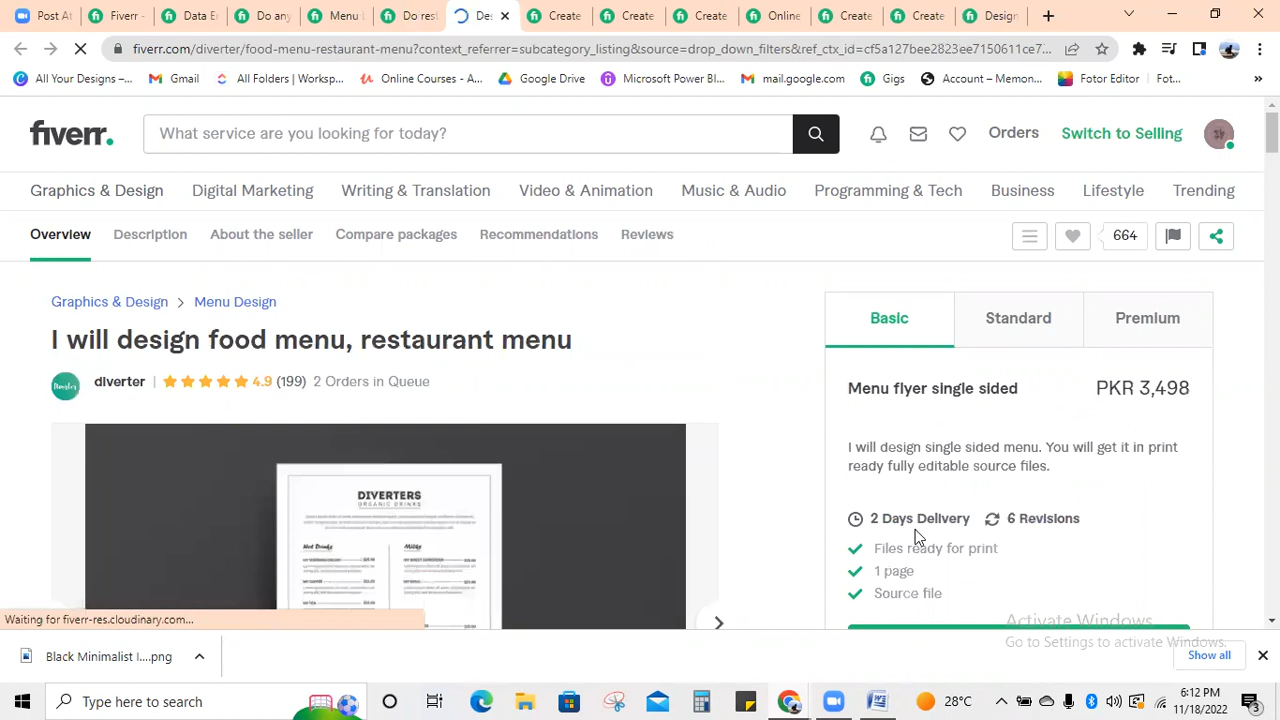 Data E
Do any
Menu I
Do rest
Des
Create
Create
Create
Online
Create
Create
Design
fiverr.com/diverter/food-menu-restaurant-menu?context_referrer=subcategory_listing&source=drop_down_filters&ref_ctx_id=cf5a127bee2823ee7150611ce7...
All Your Designs –...
Gmail
All Folders | Worksp...
Online Courses - A...
Google Drive
Microsoft Power Bl...
mail.google.com
Gigs
Account – Memon...
Fotor Editor
Fot...
»
fiverr.
What service are you looking for today?
Orders
Switch to Selling
Graphics & Design
Digital Marketing
Writing & Translation
Video & Animation
Music & Audio
Programming & Tech
Business
Lifestyle
Trending
Overview
Description
About the seller
Compare packages
Recommendations
Reviews
664
Graphics & Design > Menu Design
I will design food menu, restaurant menu
diverter | 4.9 (199) 2 Orders in Queue
DIVERTERS
ORGANIC DRINKS
Hot Drinks
Milky
Basic
Standard
Premium
Menu flyer single sided
PKR 3,498
I will design single sided menu. You will get it in print
ready fully editable source files.
2 Days Delivery
6 Revisions
Files ready for print
1 page
Source file
Activate Windows
Go to Settings to activate Windows.
Waiting for fiverr-res.cloudinary.com...
Black Minimalist I....png
Show all
Type here to search
28°C
6:12 PM
11/18/2022
3